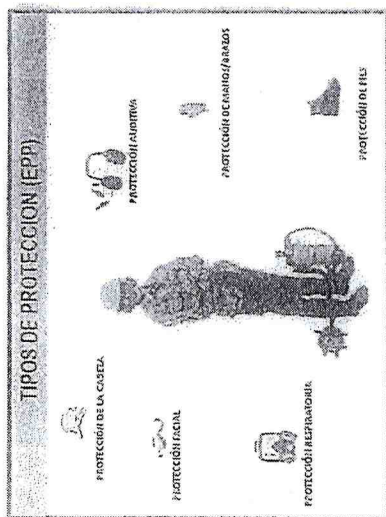 TIPOS DE PROTECCIÓN (EPP)
PROTECCIÓN DE LA CABEZA
PROTECCIÓN AUDITIVA
PROTECCIÓN FACIAL
PROTECCIÓN DE MANOS/BRAZOS
PROTECCIÓN RESPIRATORIA
PROTECCIÓN DE PIES